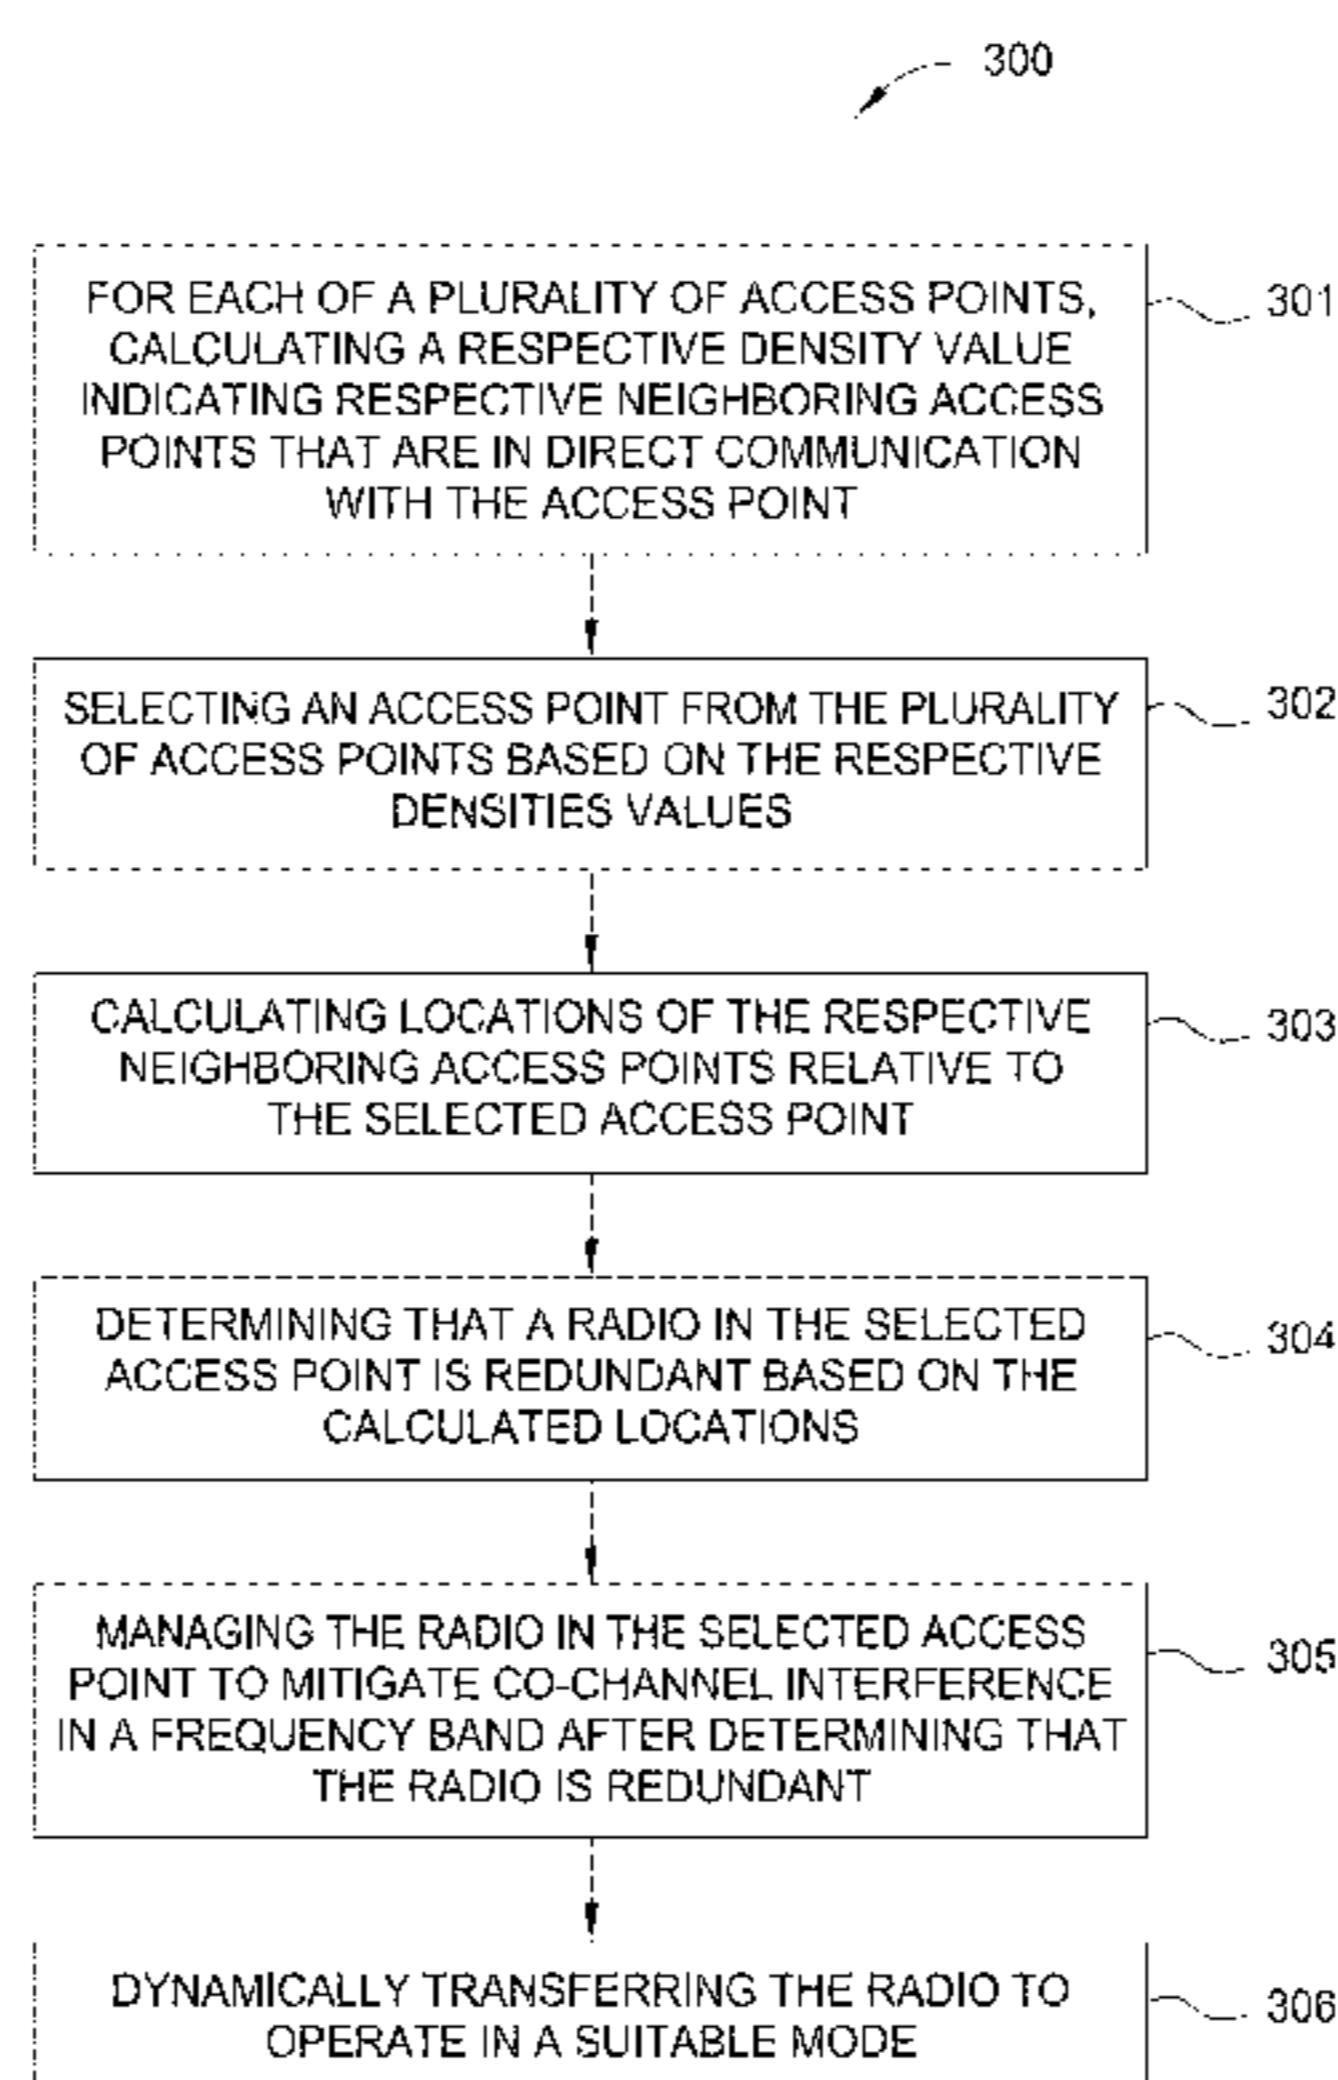 300
FOR EACH OF A PLURALITY OF ACCESS POINTS,
CALCULATING A RESPECTIVE DENSITY VALUE
INDICATING RESPECTIVE NEIGHBORING ACCESS
POINTS THAT ARE IN DIRECT COMMUNICATION
WITH THE ACCESS POINT
301
SELECTING AN ACCESS POINT FROM THE PLURALITY
OF ACCESS POINTS BASED ON THE RESPECTIVE
DENSITIES VALUES
302
CALCULATING LOCATIONS OF THE RESPECTIVE
NEIGHBORING ACCESS POINTS RELATIVE TO
THE SELECTED ACCESS POINT
303
DETERMINING THAT A RADIO IN THE SELECTED
ACCESS POINT IS REDUNDANT BASED ON THE
CALCULATED LOCATIONS
304
MANAGING THE RADIO IN THE SELECTED ACCESS
POINT TO MITIGATE CO-CHANNEL INTERFERENCE
IN A FREQUENCY BAND AFTER DETERMINING THAT
THE RADIO IS REDUNDANT
305
DYNAMICALLY TRANSFERRING THE RADIO TO
OPERATE IN A SUITABLE MODE
306